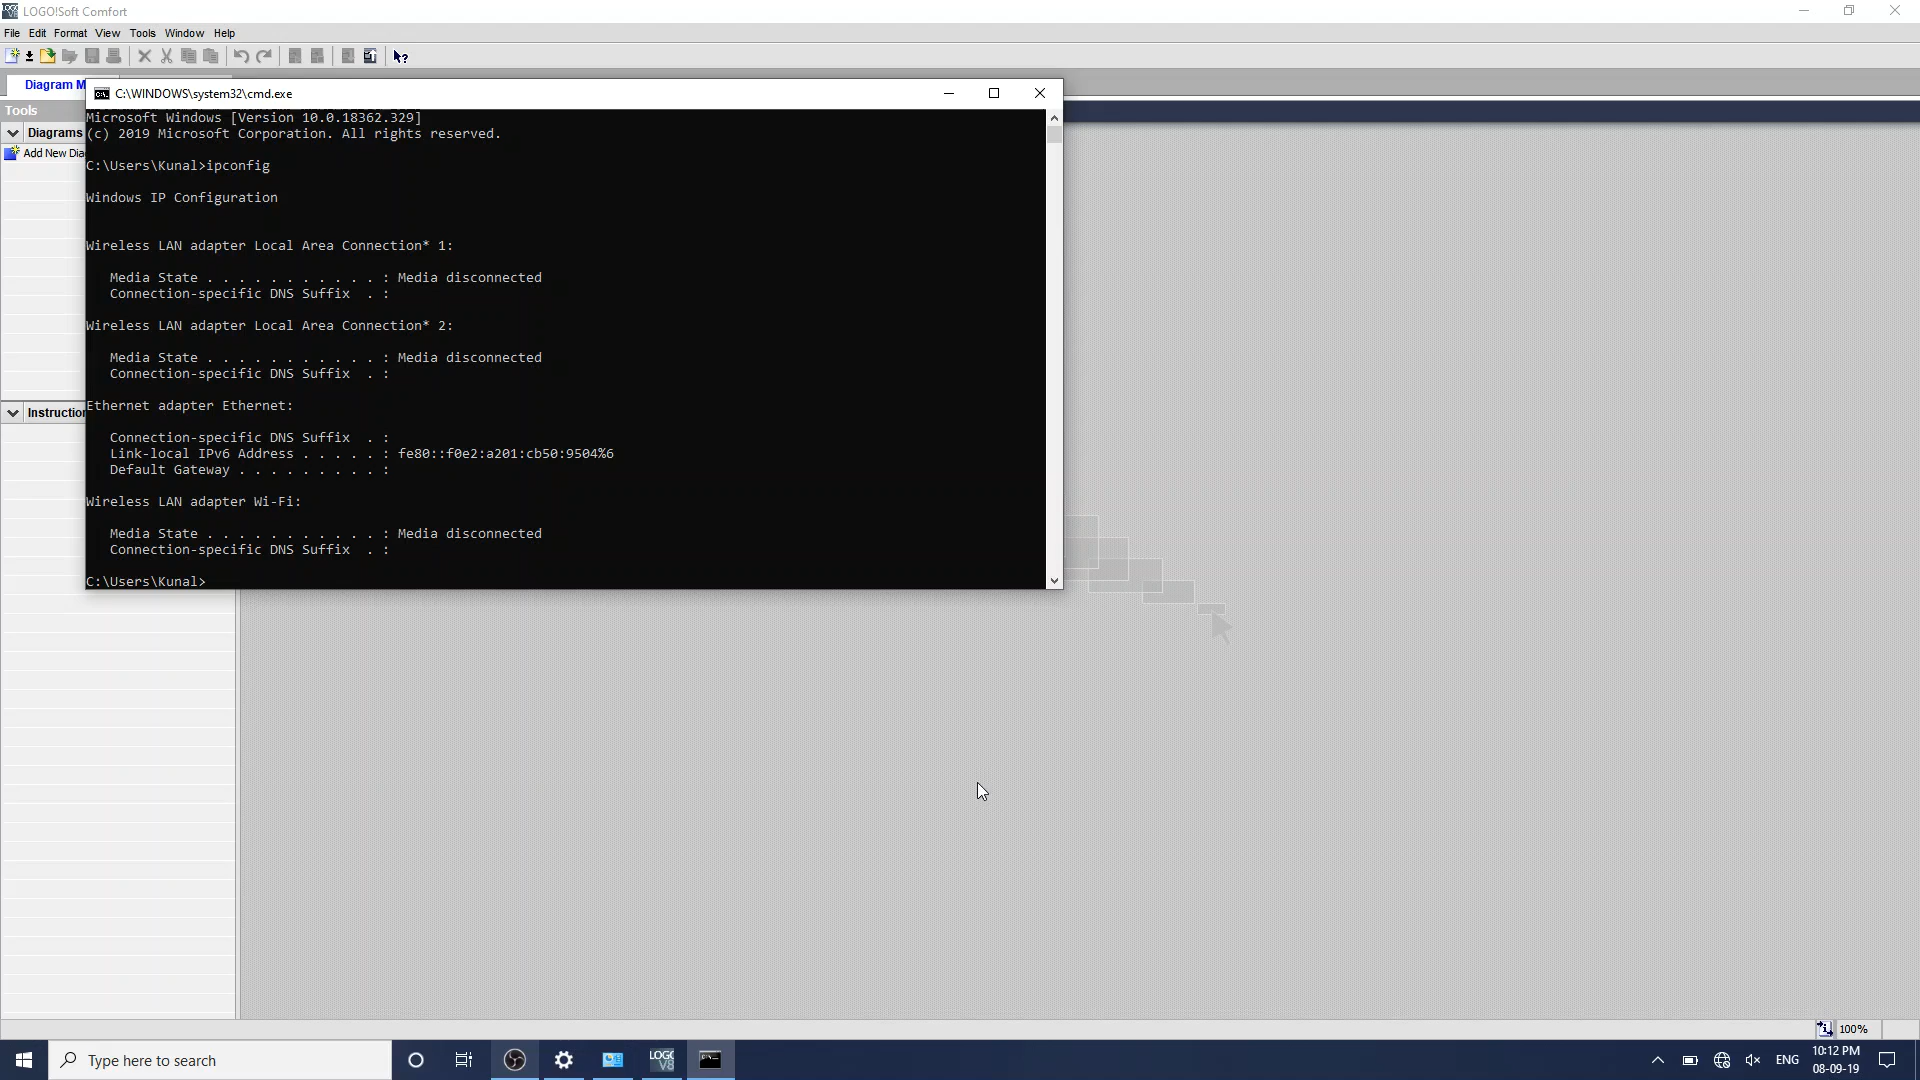 LOGO!Soft Comfort
File Edit Format View Tools Window Help
Diagram M
C:\WINDOWS\system32\cmd.exe
Tools
Diagrams
Add New Dia
Instruction
Microsoft Windows [Version 10.0.18362.329]
(c) 2019 Microsoft Corporation. All rights reserved.
C:\Users\Kunal>ipconfig
Windows IP Configuration
Wireless LAN adapter Local Area Connection* 1:
Media State . . . . . . . . . . . : Media disconnected
Connection-specific DNS Suffix  . :
Wireless LAN adapter Local Area Connection* 2:
Media State . . . . . . . . . . . : Media disconnected
Connection-specific DNS Suffix  . :
Ethernet adapter Ethernet:
Connection-specific DNS Suffix  . :
Link-local IPv6 Address . . . . . : fe80::f0e2:a201:cb50:9504%6
Default Gateway . . . . . . . . . :
Wireless LAN adapter Wi-Fi:
Media State . . . . . . . . . . . : Media disconnected
Connection-specific DNS Suffix  . :
C:\Users\Kunal>
100%
Type here to search
LOGO V8
ENG
10:12 PM
08-09-19